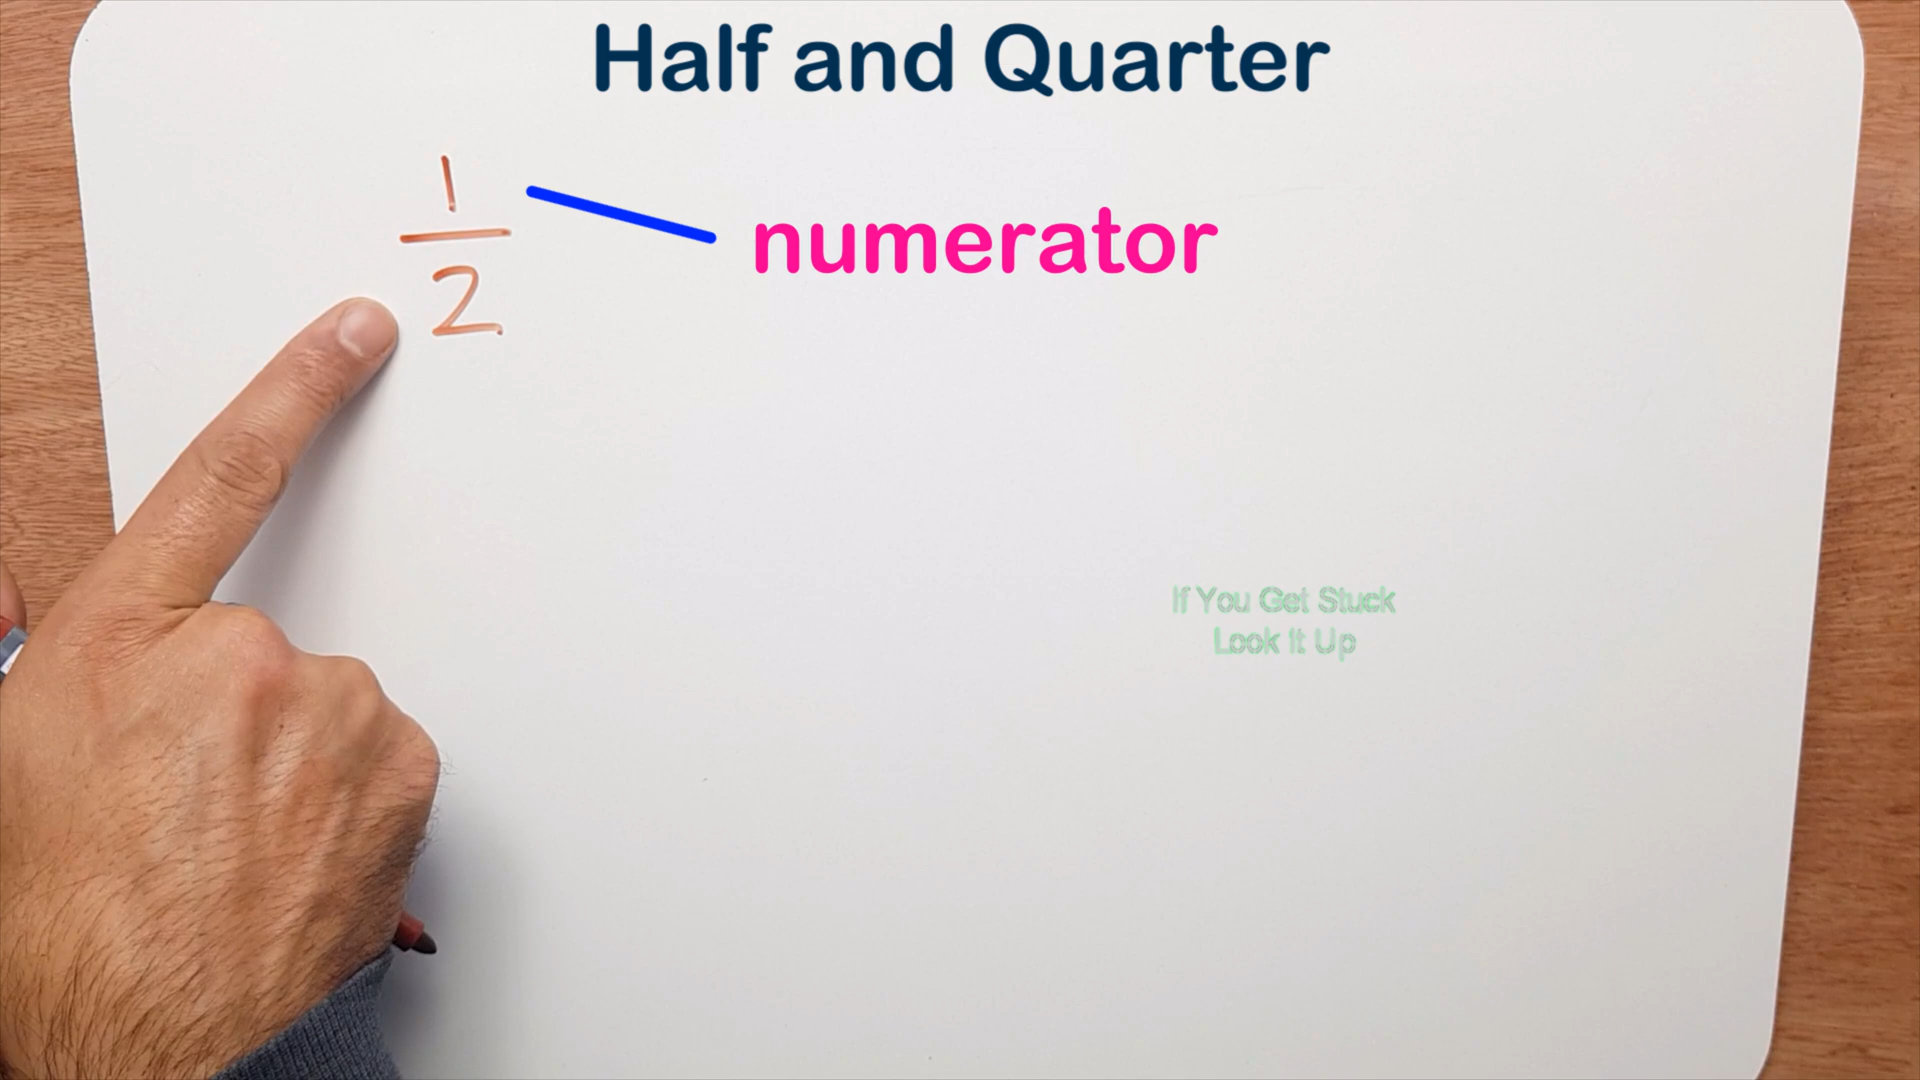 Half and Quarter
1
2
numerator
If You Get Stuck
Look It Up